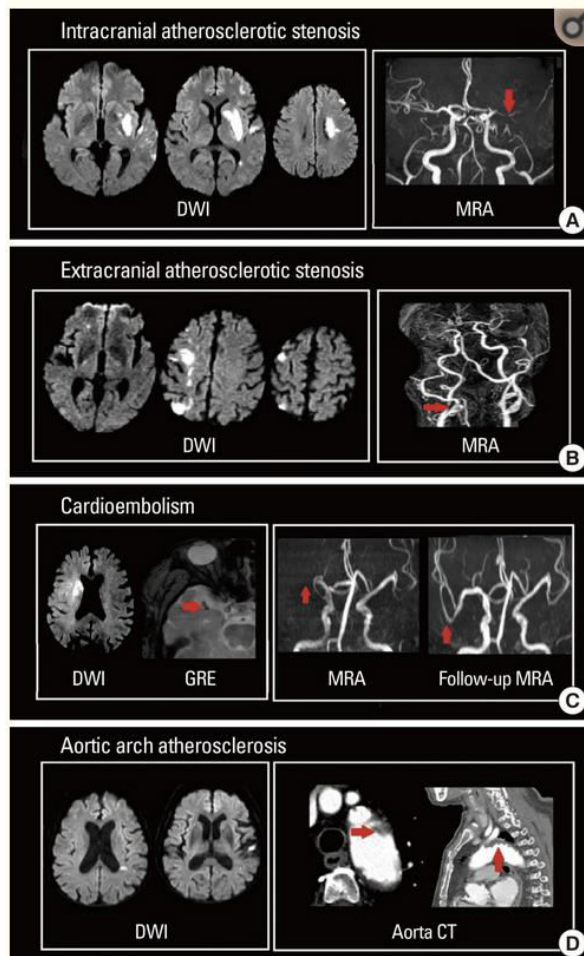 Intracranial atherosclerotic stenosis
DWI
MRA
A
Extracranial atherosclerotic stenosis
DWI
MRA
B
Cardioembolism
DWI
GRE
MRA
Follow-up MRA
C
Aortic arch atherosclerosis
DWI
Aorta CT
D